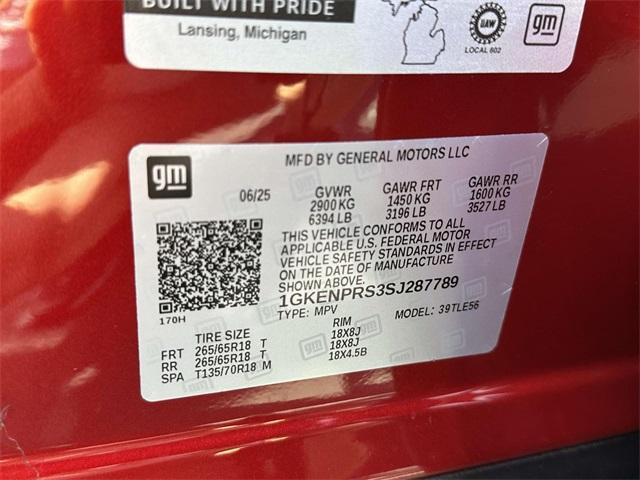 BUILT WITH PRIDE
Lansing, Michigan
UAW
LOCAL 602
gm
gm
MFD BY GENERAL MOTORS LLC
06/25
GVWR GAWR FRT GAWR RR
2900 KG 1450 KG 1600 KG
6394 LB 3196 LB 3527 LB
THIS VEHICLE CONFORMS TO ALL
APPLICABLE U.S. FEDERAL MOTOR
VEHICLE SAFETY STANDARDS IN EFFECT
ON THE DATE OF MANUFACTURE
SHOWN ABOVE.
1GKENPRS3SJ287789
TYPE: MPV MODEL: 39TLE56
170H
TIRE SIZE RIM
FRT 265/65R18 T 18X8J
RR 265/65R18 T 18X8J
SPA T135/70R18 M 18X4.5B